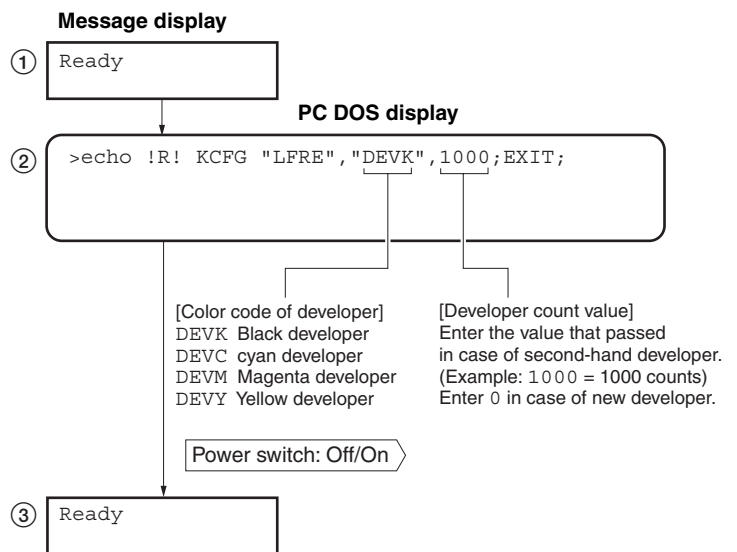 Message display
1
Ready
PC DOS display
2
>echo !R! KCFG "LFRE","DEVK",1000;EXIT;
[Color code of developer]
DEVK Black developer
DEVC cyan developer
DEVM Magenta developer
DEVY Yellow developer
[Developer count value]
Enter the value that passed
in case of second-hand developer.
(Example: 1000 = 1000 counts)
Enter 0 in case of new developer.
Power switch: Off/On
3
Ready